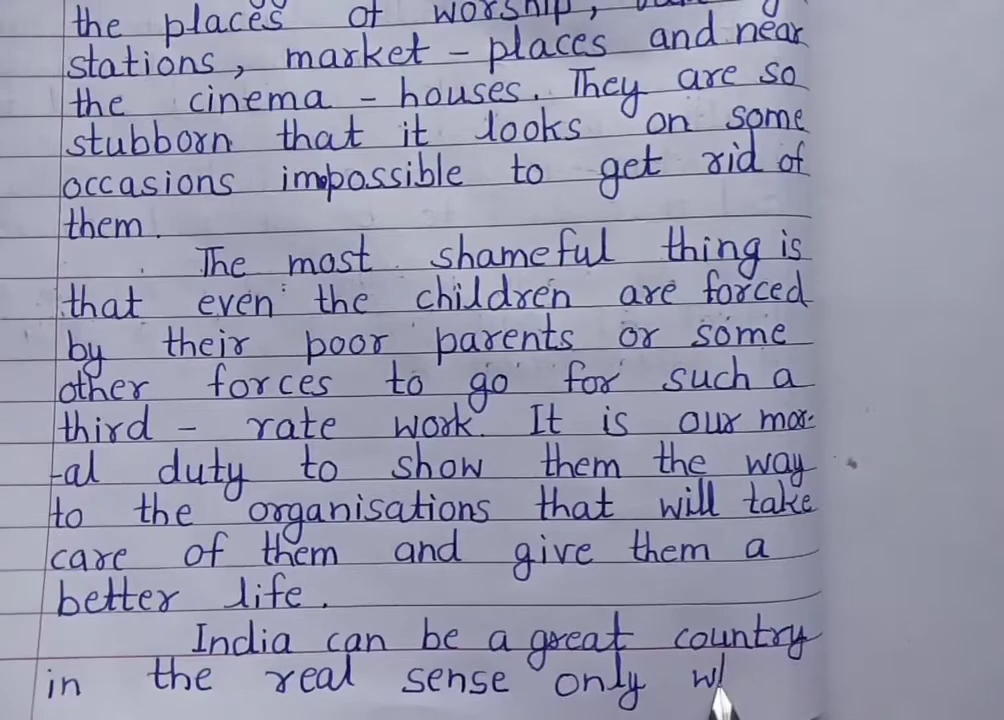 the places of worship,
stations, market - places and near
the cinema - houses. They are so
stubborn that it looks on some
occasions impossible to get rid of
them.
The most shameful thing is
that even the children are forced
by their poor parents or some
other forces to go for such a
third - rate work. It is our mor-
-al duty to show them the way
to the organisations that will take
care of them and give them a
better life.
India can be a great country
in the real sense only